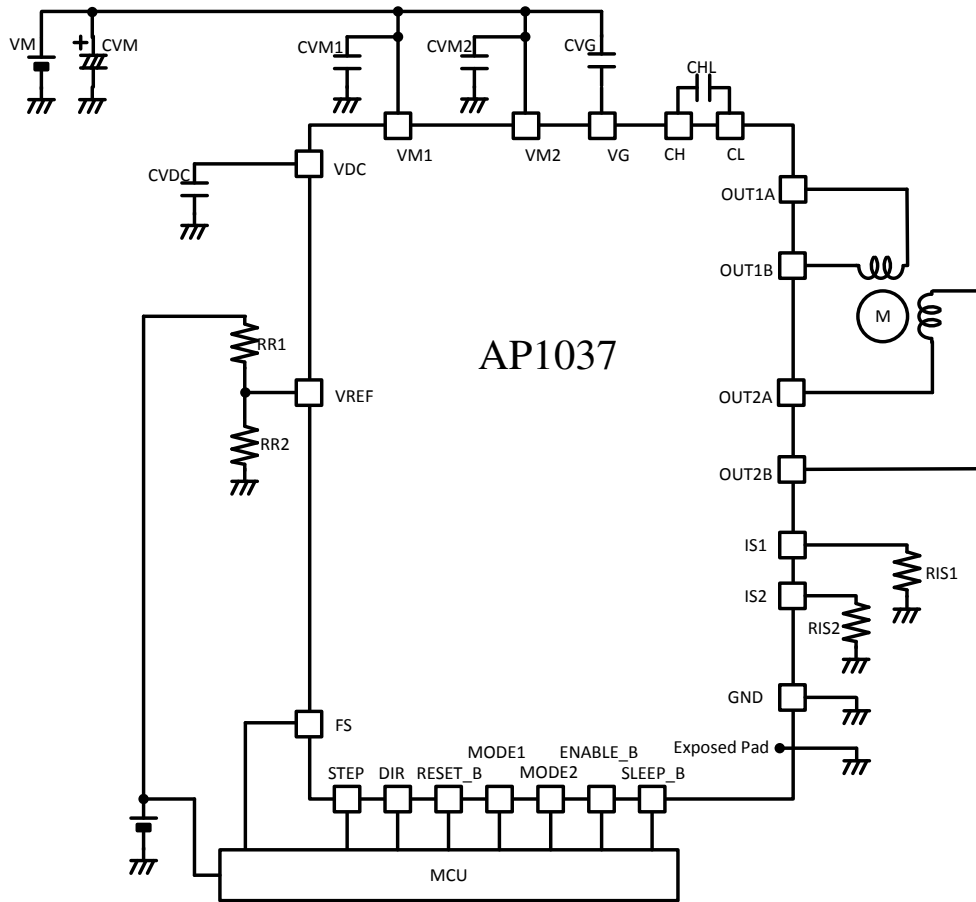 VM
+
CVM
CVM1
CVM2
CVG
CHL
VM1
VM2
VG
CH
CL
CVDC
VDC
OUT1A
OUT1B
M
RR1
AP1037
VREF
OUT2A
RR2
OUT2B
IS1
RIS1
IS2
RIS2
GND
FS
Exposed Pad
STEP
DIR
RESET_B
MODE1
MODE2
ENABLE_B
SLEEP_B
MCU